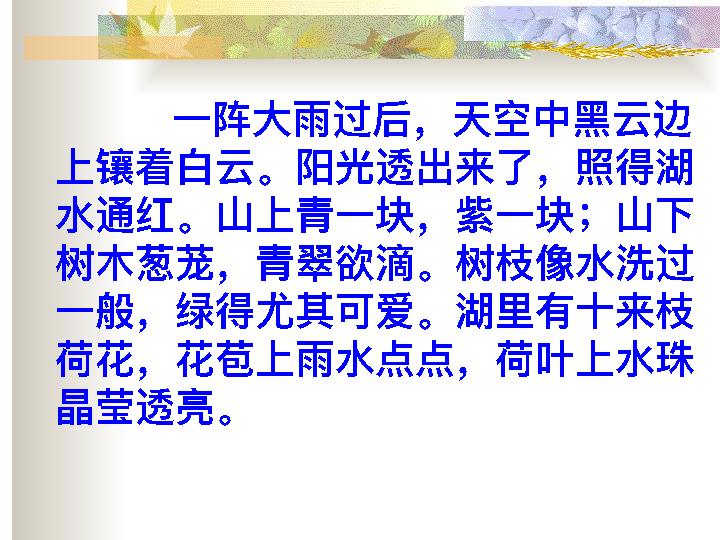 一阵大雨过后，天空中黑云边
上镶着白云。阳光透出来了，照得湖
水通红。山上青一块，紫一块；山下
树木葱茏，青翠欲滴。树枝像水洗过
一般，绿得尤其可爱。湖里有十来枝
荷花，花苞上雨水点点，荷叶上水珠
晶莹透亮。